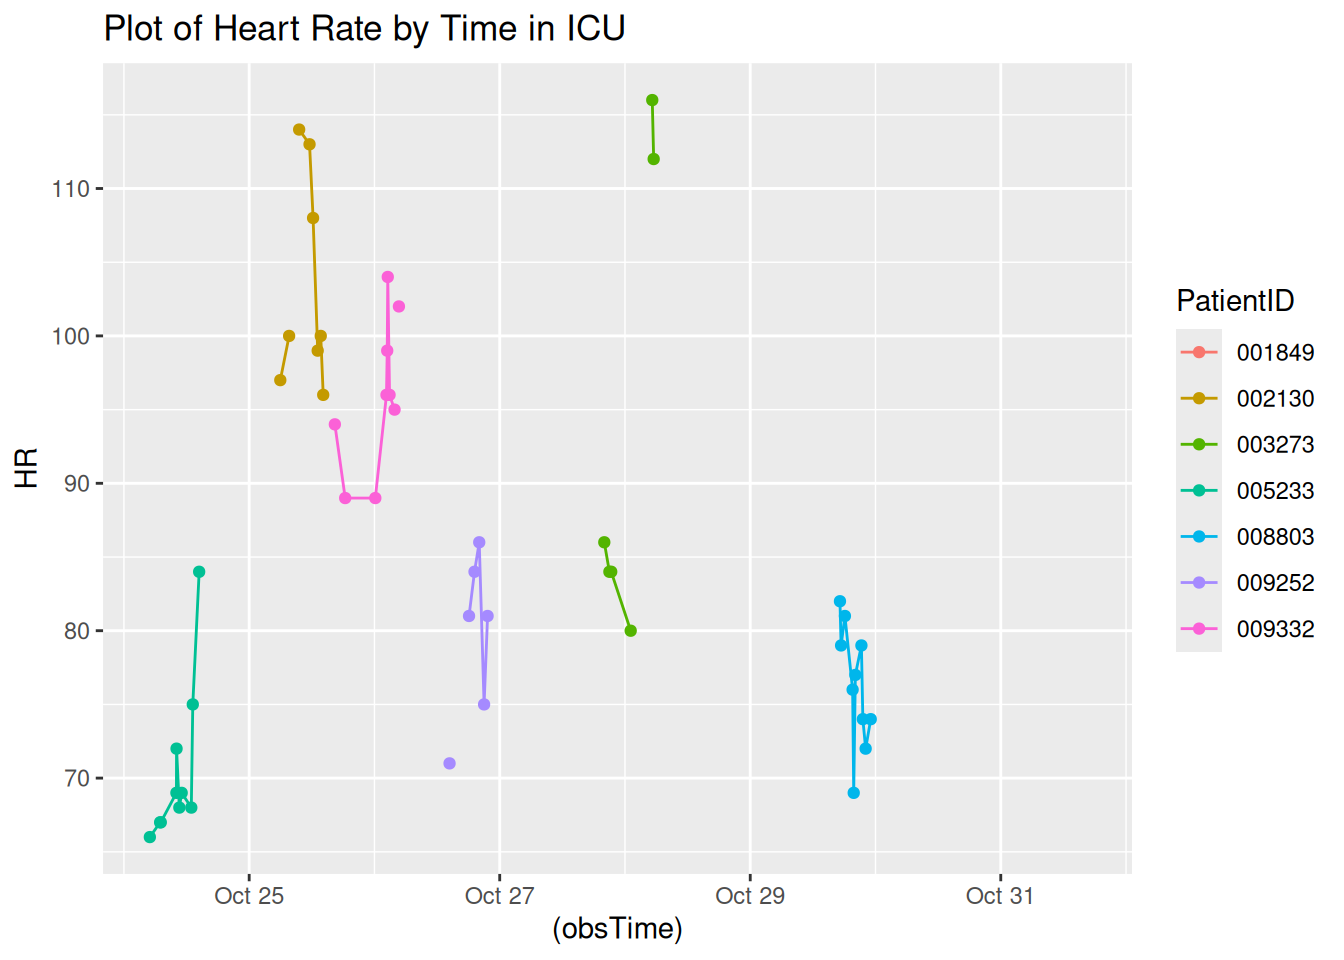 Plot of Heart Rate by Time in ICU
HR
110
100
90
80
70
Oct 25
Oct 27
Oct 29
Oct 31
(obsTime)
PatientID
001849
002130
003273
005233
008803
009252
009332